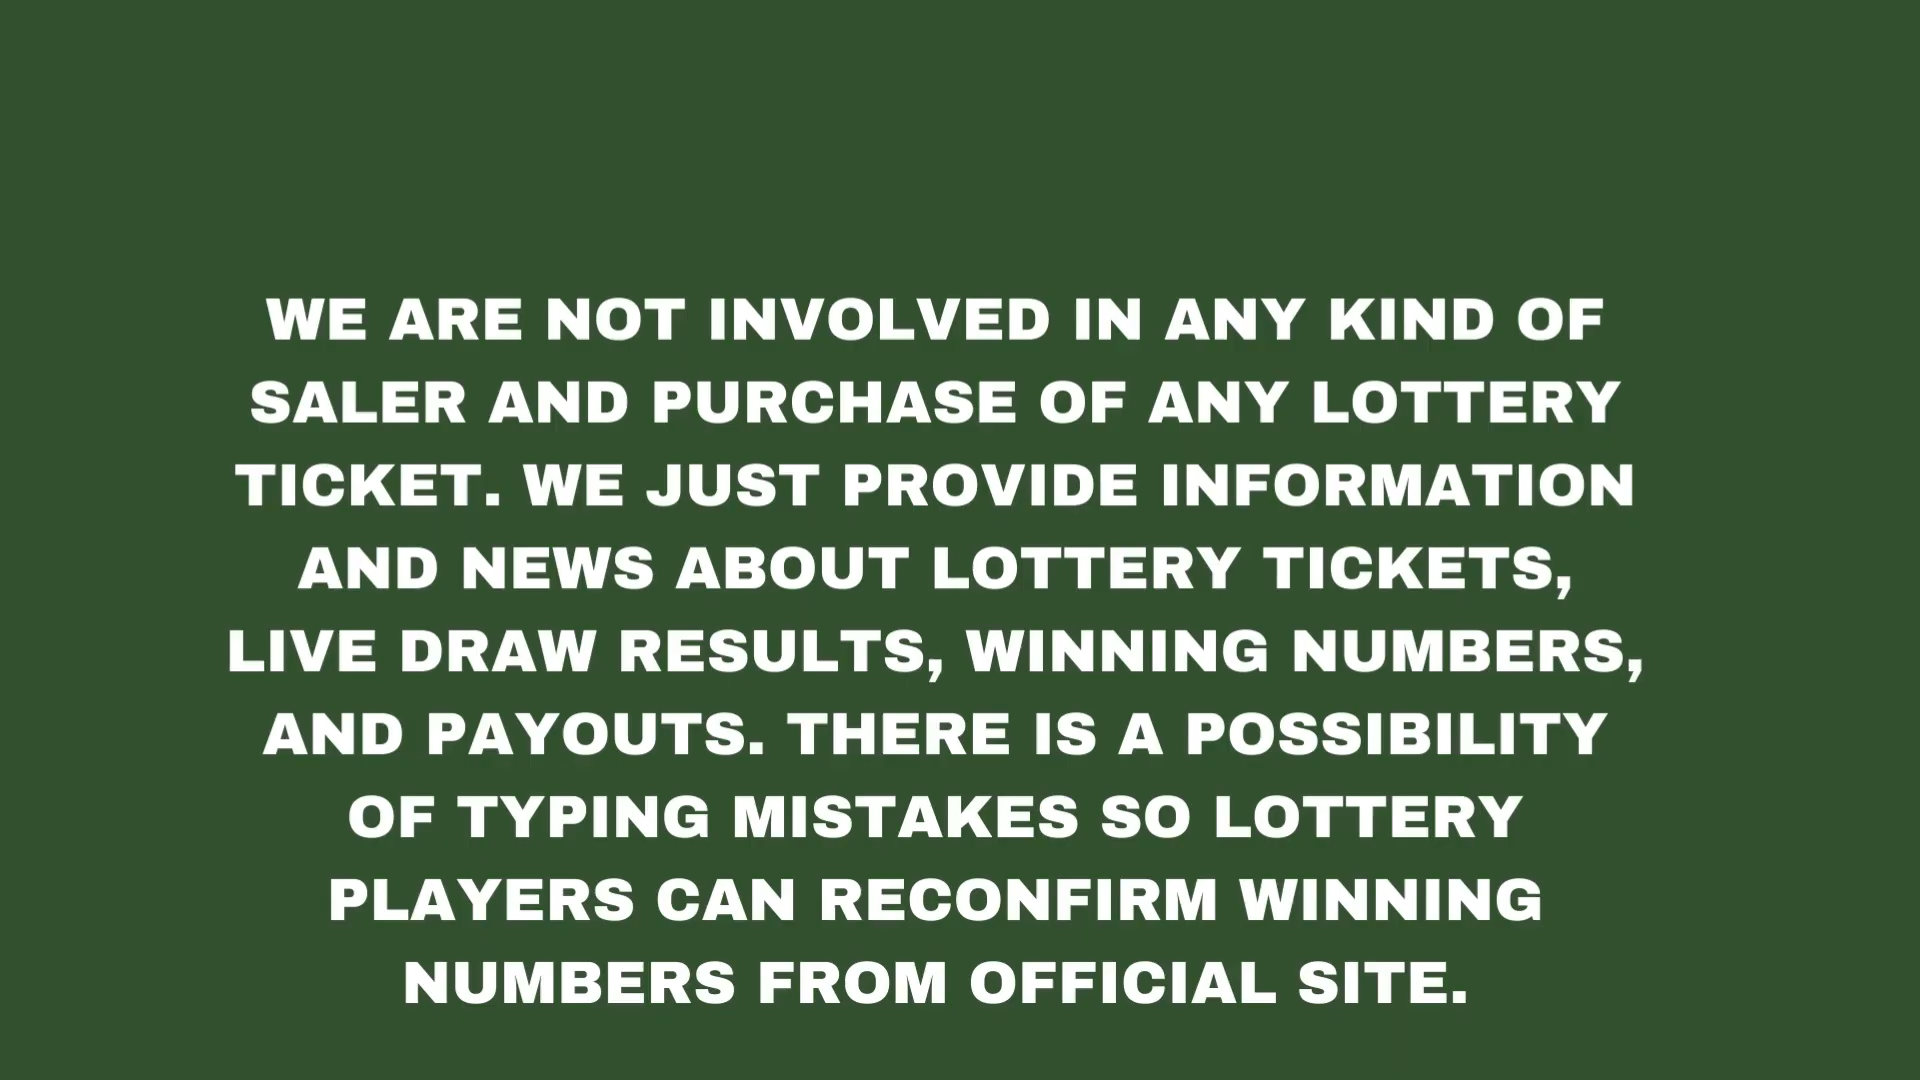 WE ARE NOT INVOLVED IN ANY KIND OF
SALER AND PURCHASE OF ANY LOTTERY
TICKET. WE JUST PROVIDE INFORMATION
AND NEWS ABOUT LOTTERY TICKETS,
LIVE DRAW RESULTS, WINNING NUMBERS,
AND PAYOUTS. THERE IS A POSSIBILITY
OF TYPING MISTAKES SO LOTTERY
PLAYERS CAN RECONFIRM WINNING
NUMBERS FROM OFFICIAL SITE.